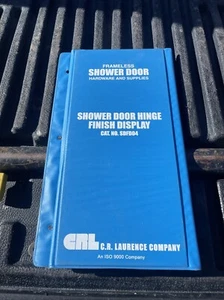 FRAMELESS
SHOWER DOOR
HARDWARE AND SUPPLIES
SHOWER DOOR HINGE
FINISH DISPLAY
CAT. NO. SDFD04
CRL C.R. LAURENCE COMPANY
An ISO 9000 Company